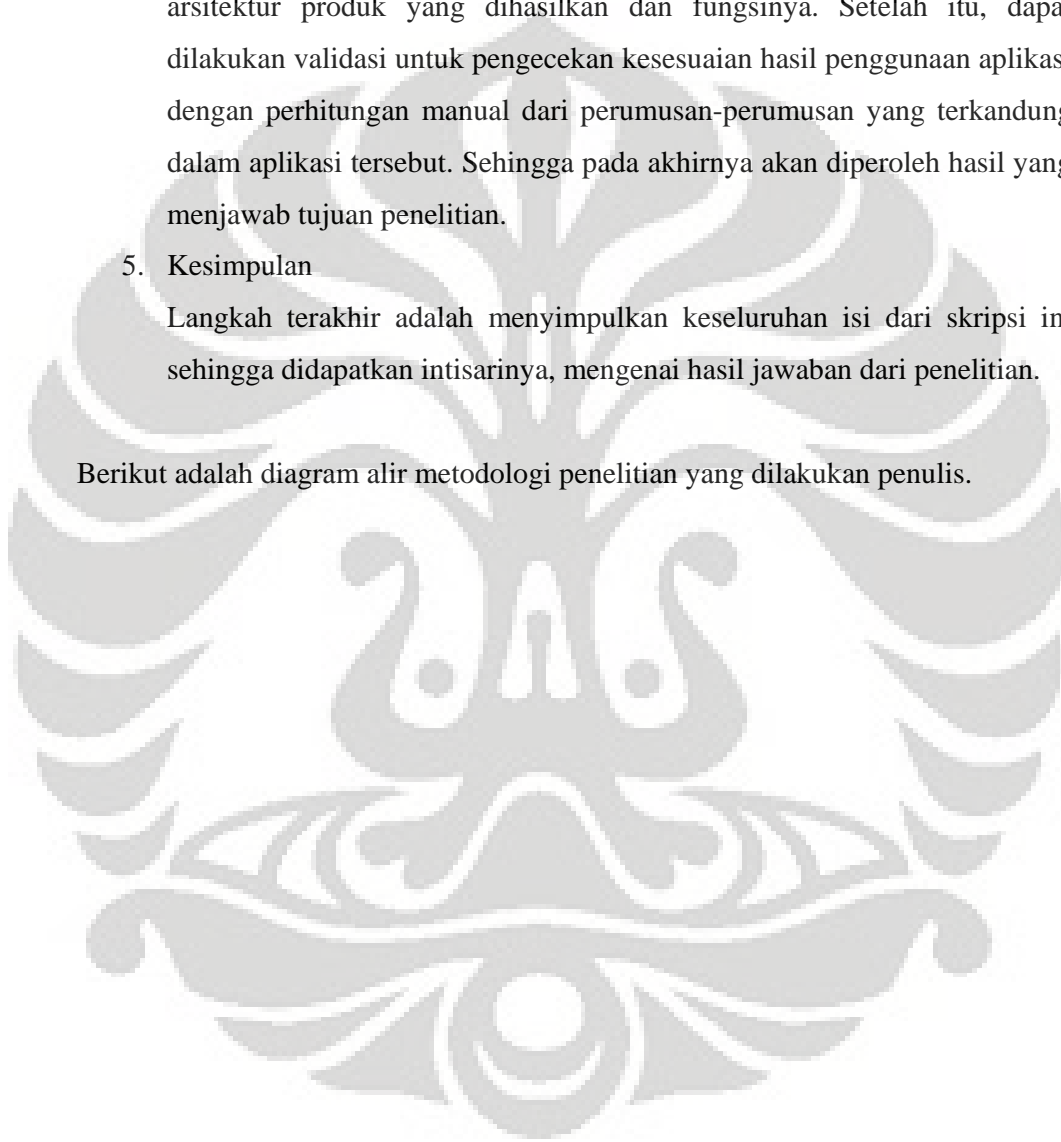 arsitektur produk yang dihasilkan dan fungsinya. Setelah itu, dapa
dilakukan validasi untuk pengecekan kesesuaian hasil penggunaan aplikas
dengan perhitungan manual dari perumusan-perumusan yang terkandung
dalam aplikasi tersebut. Sehingga pada akhirnya akan diperoleh hasil yang
menjawab tujuan penelitian.
5. Kesimpulan
Langkah terakhir adalah menyimpulkan keseluruhan isi dari skripsi in
sehingga didapatkan intisarinya, mengenai hasil jawaban dari penelitian.
Berikut adalah diagram alir metodologi penelitian yang dilakukan penulis.